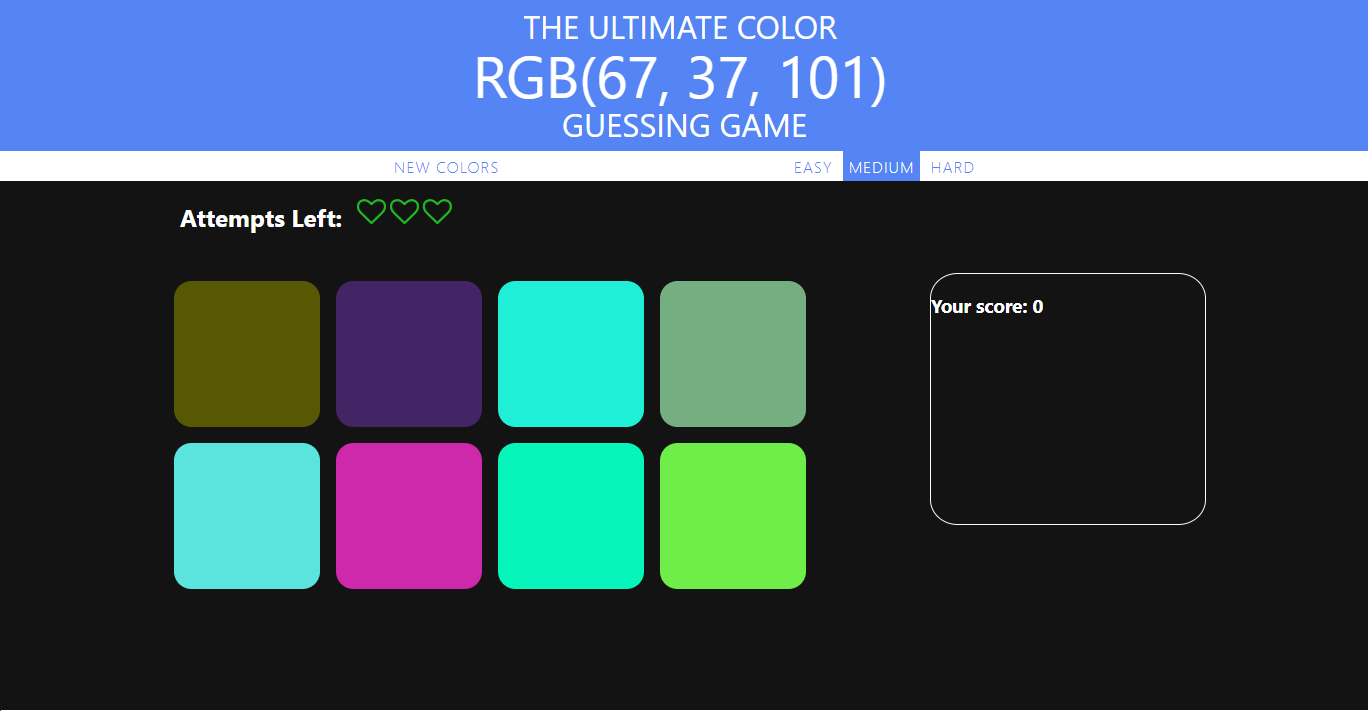 THE ULTIMATE COLOR
RGB(67, 37, 101)
GUESSING GAME
NEW COLORS EASY MEDIUM HARD
Attempts Left:
Your score: 0